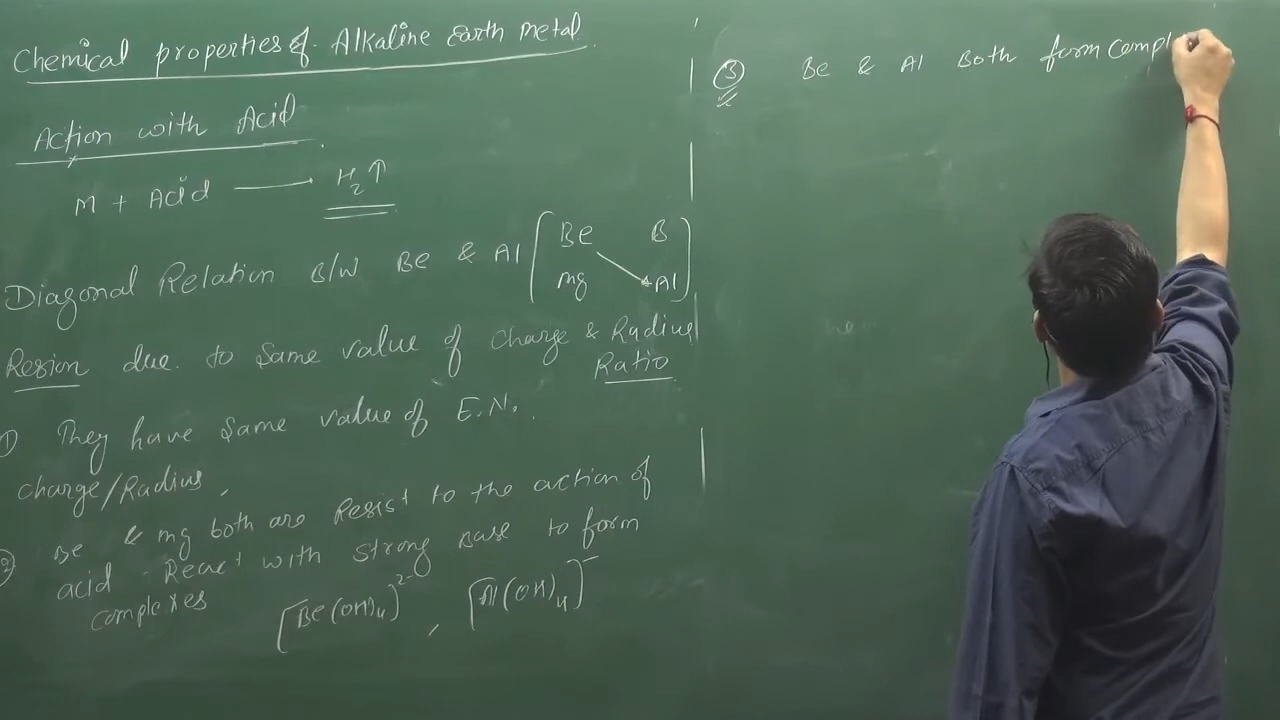 Chemical properties of Alkaline Earth metal.
Action with Acid
M + Acid ⟶ H₂↑
Diagonal Relation B/W Be & Al [Be B
mg Al]
Resion due to Same value of Charge & Radius
Ratio
① They have Same value of E.N.
Charge/Radius,
② Be & mg both are Resist to the action of
acid React with strong Base to form
complexes
[Be(OH)₄]²⁻ , [Al(OH)₄]⁻
③ Be & Al Both form Compl